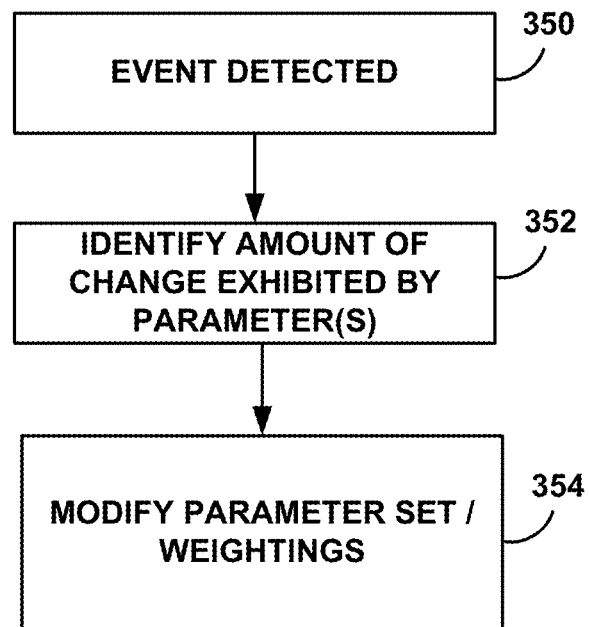 350
EVENT DETECTED
352
IDENTIFY AMOUNT OF
CHANGE EXHIBITED BY
PARAMETER(S)
354
MODIFY PARAMETER SET /
WEIGHTINGS